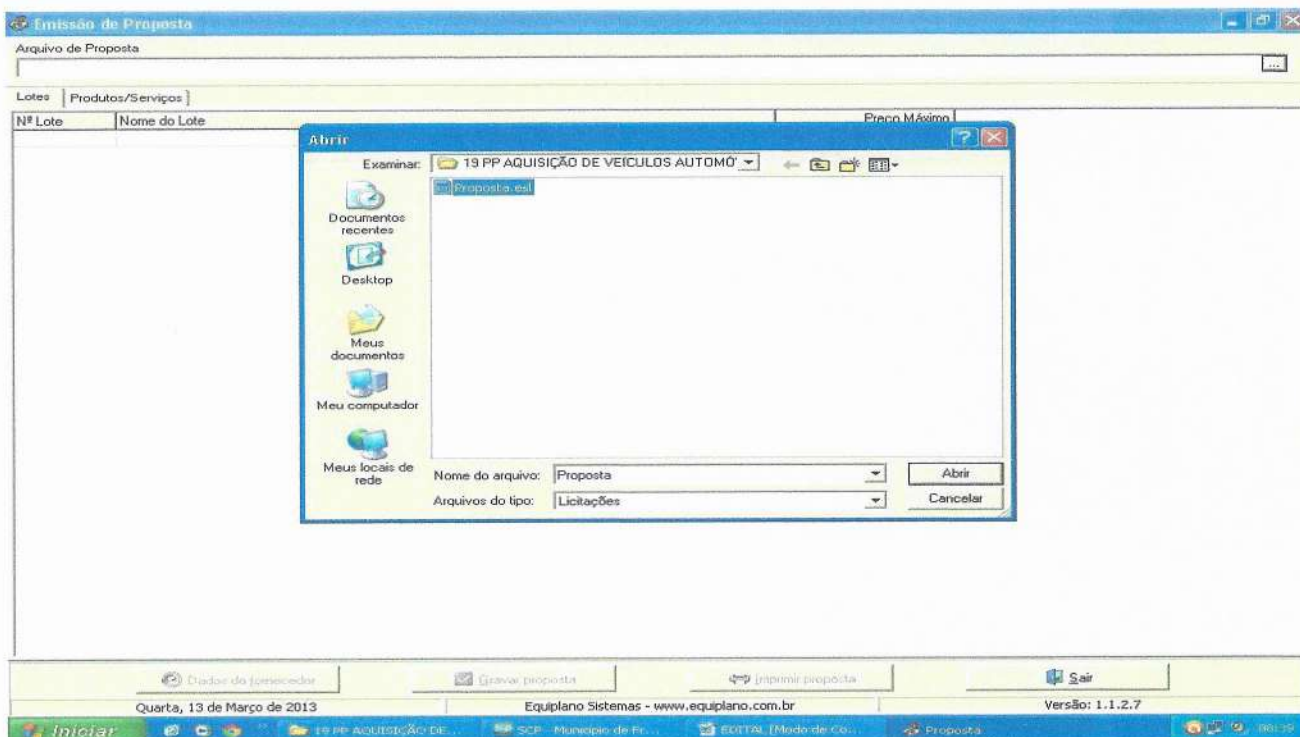 Emissão de Proposta
Arquivo de Proposta
...
Lotes Produtos/Serviços
Nº Lote Nome do Lote Preço Máximo
Abrir
Examinar: 19 PP AQUISIÇÃO DE VEÍCULOS AUTOMÓ
Proposta.esl
Documentos
recentes
Desktop
Meus
documentos
Meu computador
Meus locais de
rede
Nome do arquivo: Proposta Abrir
Arquivos do tipo: Licitações Cancelar
Dados do fornecedor Gravar proposta Imprimir proposta Sair
Quarta, 13 de Março de 2013 Equiplano Sistemas - www.equiplano.com.br Versão: 1.1.2.7
Iniciar 19 PP AQUISIÇÃO DE... SCP - Municipio de Fr... EDITAL [Modo de Co... Proposta